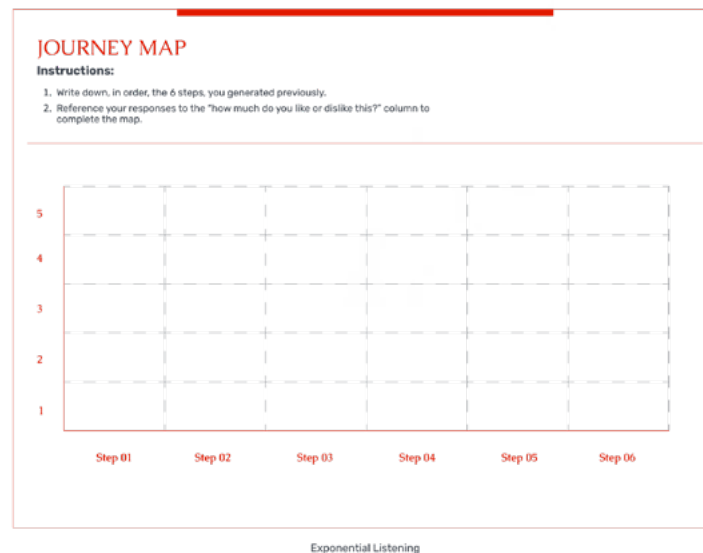 JOURNEY MAP
Instructions:
1. Write down, in order, the 6 steps, you generated previously.
2. Reference your responses to the "how much do you like or dislike this?" column to
complete the map.
5
4
3
2
1
Step 01 Step 02 Step 03 Step 04 Step 05 Step 06
Exponential Listening